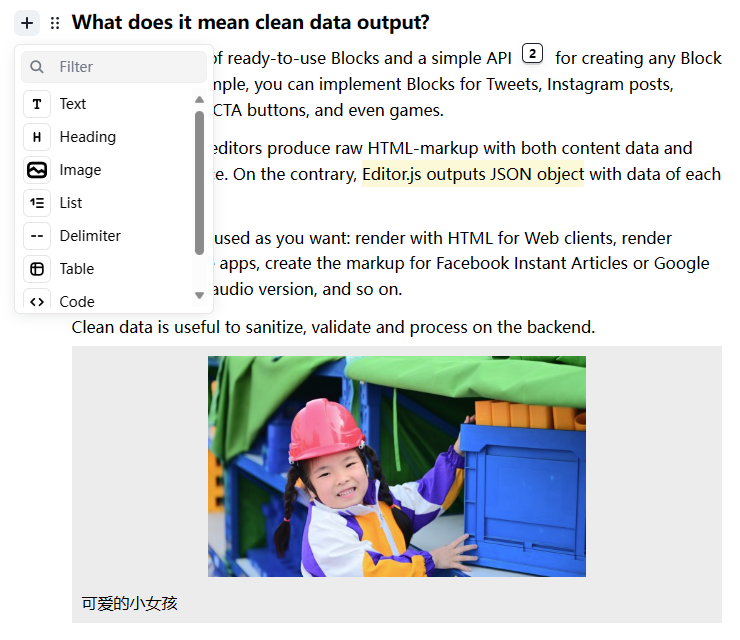 What does it mean clean data output?
Filter
Text
Heading
Image
List
Delimiter
Table
Code
of ready-to-use Blocks and a simple API 2 for creating any Block
mple, you can implement Blocks for Tweets, Instagram posts,
CTA buttons, and even games.
editors produce raw HTML-markup with both content data and
e. On the contrary, Editor.js outputs JSON object with data of each
used as you want: render with HTML for Web clients, render
e apps, create the markup for Facebook Instant Articles or Google
audio version, and so on.
Clean data is useful to sanitize, validate and process on the backend.
可爱的小女孩